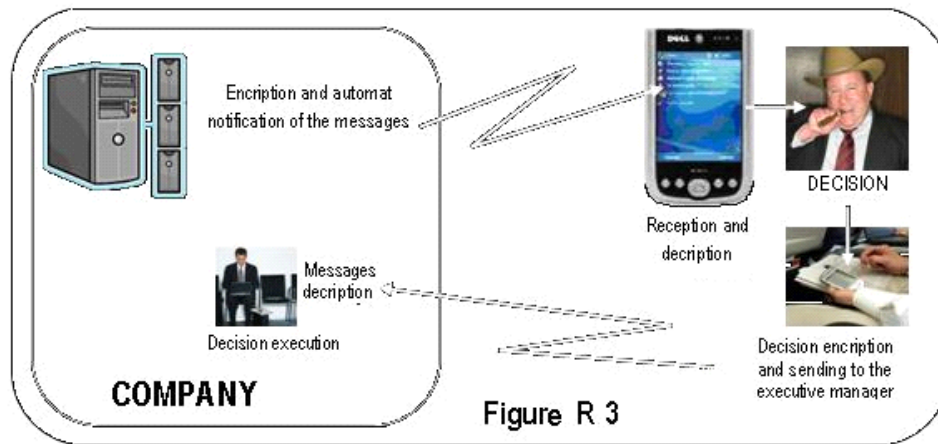 Encription and automat
notification of the messages
DELL
DECISION
Reception and
decription
Messages
decription
Decision execution
Decision encription
and sending to the
executive manager
COMPANY
Figure R 3